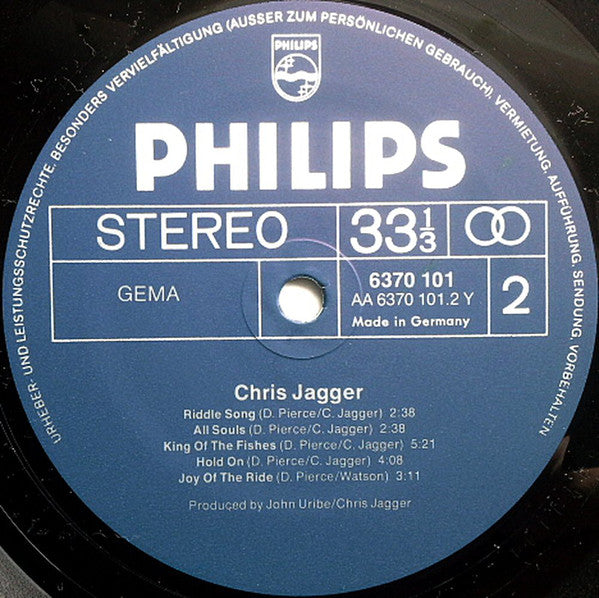 URHEBER- UND LEISTUNGSSCHUTZRECHTE. BESONDERS VERVIELFÄLTIGUNG (AUSSER ZUM PERSÖNLICHEN GEBRAUCH), VERMIETUNG, AUFFÜHRUNG, SENDUNG, VORBEHALTEN
PHILIPS
PHILIPS
STEREO 33⅓
GEMA
6370 101
AA 6370 101.2 Y
Made in Germany
2
Chris Jagger
Riddle Song (D. Pierce/C. Jagger) 2:38
All Souls (D. Pierce/C. Jagger) 2:38
King Of The Fishes (D. Pierce/C. Jagger) 5:21
Hold On (D. Pierce/C. Jagger) 4:08
Joy Of The Ride (D. Pierce/Watson) 3:11
Produced by John Uribe/Chris Jagger